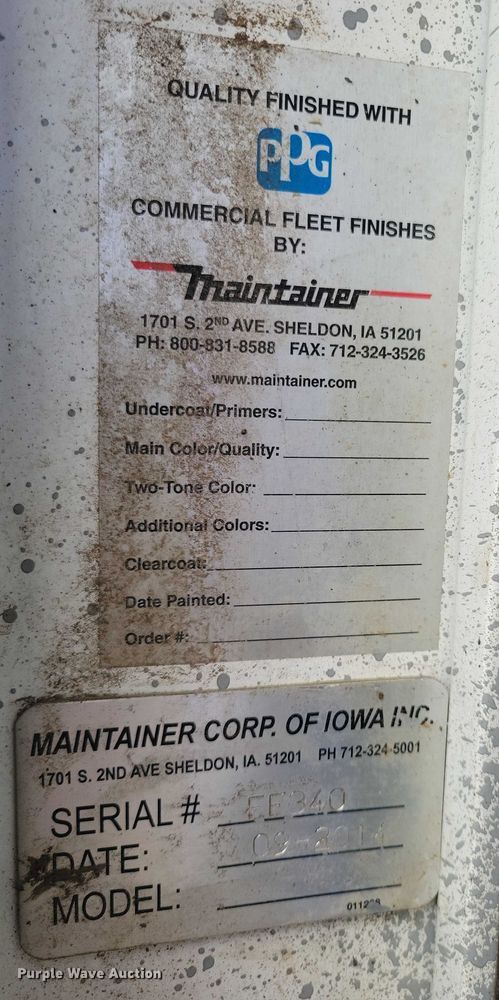 QUALITY FINISHED WITH
PPG
COMMERCIAL FLEET FINISHES
BY:
Maintainer
1701 S. 2ND AVE. SHELDON, IA 51201
PH: 800-831-8588 FAX: 712-324-3526
www.maintainer.com
Undercoat/Primers:
Main Color/Quality:
Two-Tone Color:
Additional Colors:
Clearcoat:
Date Painted:
Order #:
MAINTAINER CORP. OF IOWA INC.
1701 S. 2ND AVE SHELDON, IA. 51201 PH 712-324-5001
SERIAL # EE340
DATE: 09-2014
MODEL:
Purple Wave Auction